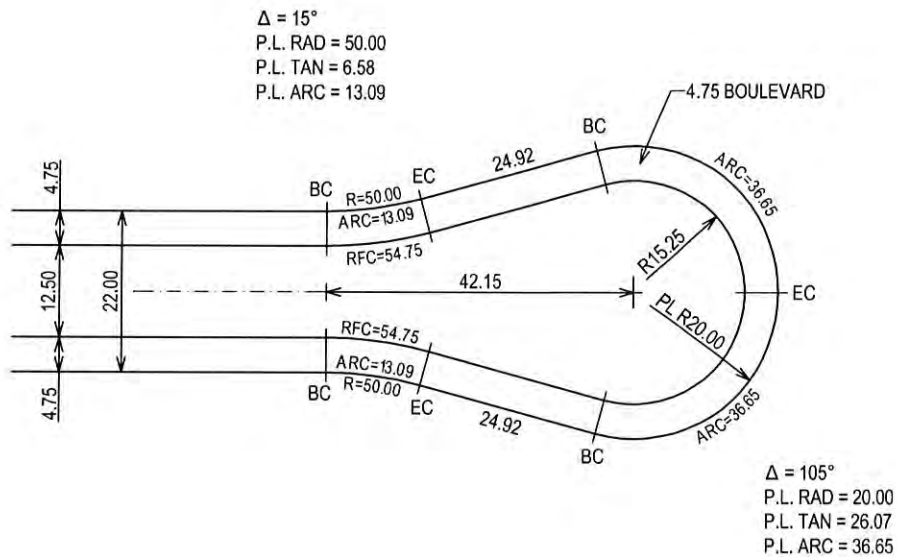 Δ = 15°
P.L. RAD = 50.00
P.L. TAN = 6.58
P.L. ARC = 13.09
4.75 BOULEVARD
BC
24.92
ARC=36.65
4.75
BC
R=50.00
EC
ARC=13.09
RFC=54.75
R15.25
12.50
22.00
42.15
EC
PL R20.00
RFC=54.75
ARC=13.09
R=50.00
BC
EC
4.75
24.92
ARC=36.65
BC
Δ = 105°
P.L. RAD = 20.00
P.L. TAN = 26.07
P.L. ARC = 36.65